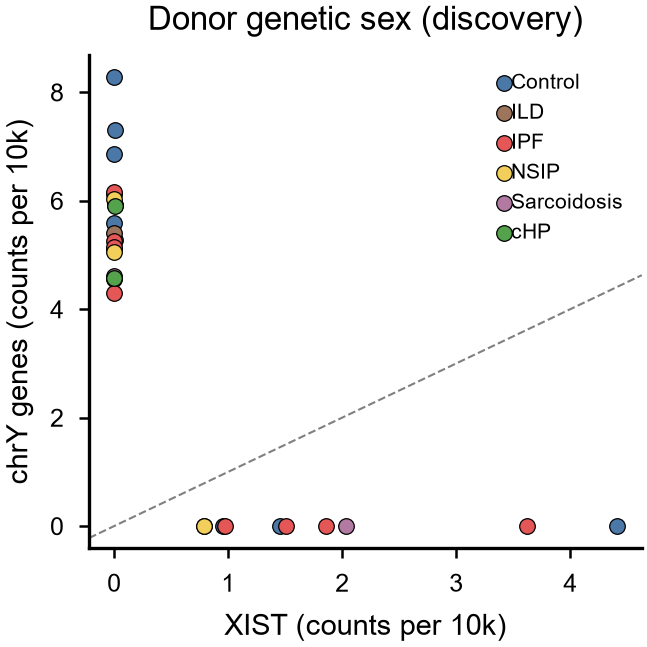 Donor genetic sex (discovery)
chrY genes (counts per 10k)
8
6
4
2
0
Control
ILD
IPF
NSIP
Sarcoidosis
cHP
0 1 2 3 4
XIST (counts per 10k)